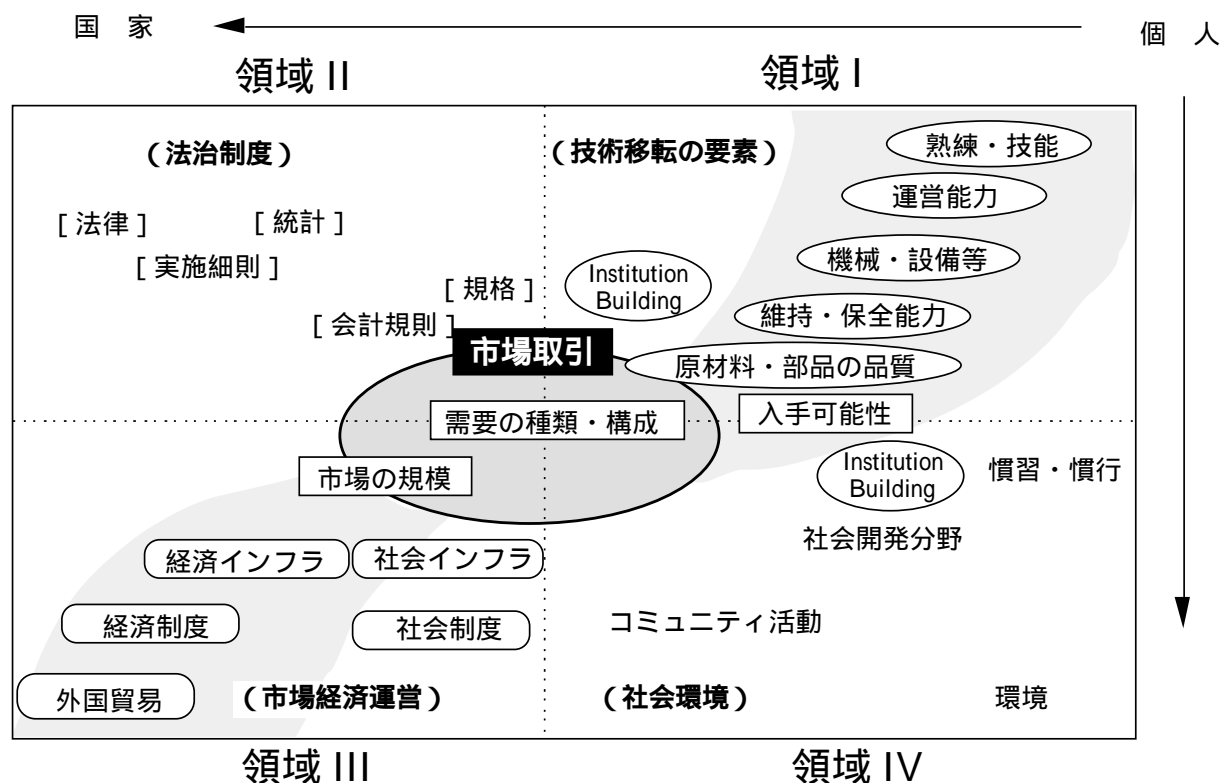 国　家
個　人
領域 II
領域 I
（法治制度）
（技術移転の要素）
熟練・技能
運営能力
[ 法律 ]
[ 統計 ]
[ 実施細則 ]
機械・設備等
[ 規格 ]
Institution
Building
[ 会計規則 ]
維持・保全能力
市場取引
原材料・部品の品質
需要の種類・構成
入手可能性
市場の規模
Institution
Building
慣習・慣行
社会開発分野
経済インフラ
社会インフラ
経済制度
社会制度
コミュニティ活動
外国貿易
（市場経済運営）
（社会環境）
環境
領域 III
領域 IV